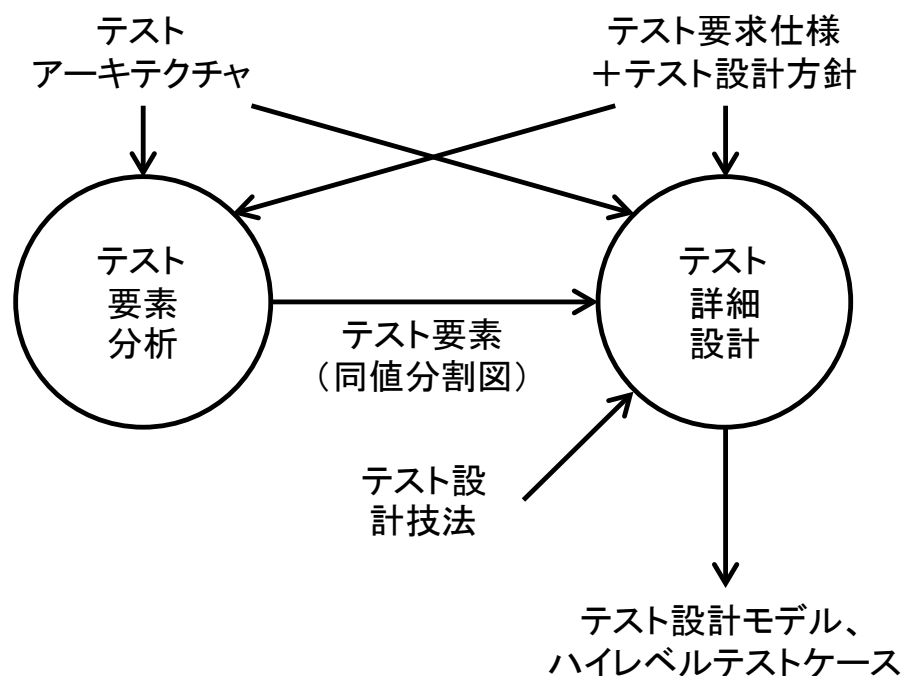 テスト
アーキテクチャ
テスト要求仕様
＋テスト設計方針
テスト
要素
分析
テスト
詳細
設計
テスト要素
（同値分割図）
テスト設
計技法
テスト設計モデル、
ハイレベルテストケース